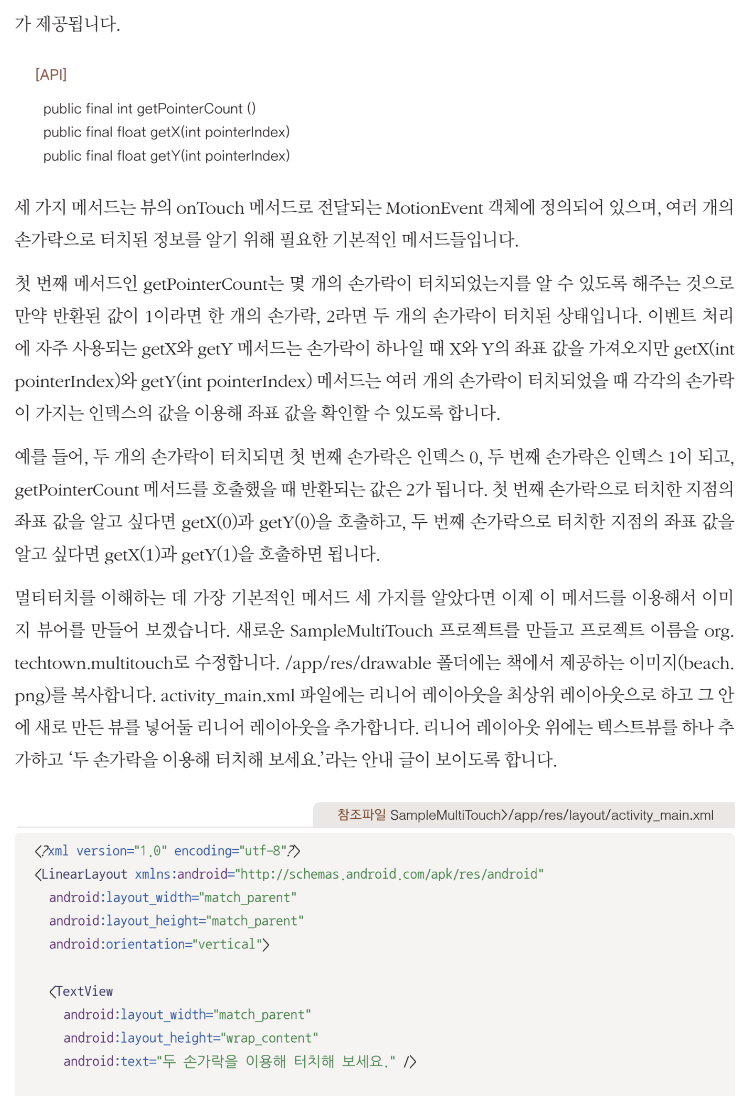 가 제공됩니다.
[API]
public final int getPointerCount ()
public final float getX(int pointerIndex)
public final float getY(int pointerIndex)
세 가지 메서드는 뷰의 onTouch 메서드로 전달되는 MotionEvent 객체에 정의되어 있으며, 여러 개의
손가락으로 터치된 정보를 알기 위해 필요한 기본적인 메서드들입니다.
첫 번째 메서드인 getPointerCount는 몇 개의 손가락이 터치되었는지를 알 수 있도록 해주는 것으로
만약 반환된 값이 1이라면 한 개의 손가락, 2라면 두 개의 손가락이 터치된 상태입니다. 이벤트 처리
에 자주 사용되는 getX와 getY 메서드는 손가락이 하나일 때 X와 Y의 좌표 값을 가져오지만 getX(int
pointerIndex)와 getY(int pointerIndex) 메서드는 여러 개의 손가락이 터치되었을 때 각각의 손가락
이 가지는 인덱스의 값을 이용해 좌표 값을 확인할 수 있도록 합니다.
예를 들어, 두 개의 손가락이 터치되면 첫 번째 손가락은 인덱스 0, 두 번째 손가락은 인덱스 1이 되고,
getPointerCount 메서드를 호출했을 때 반환되는 값은 2가 됩니다. 첫 번째 손가락으로 터치한 지점의
좌표 값을 알고 싶다면 getX(0)과 getY(0)을 호출하고, 두 번째 손가락으로 터치한 지점의 좌표 값을
알고 싶다면 getX(1)과 getY(1)을 호출하면 됩니다.
멀티터치를 이해하는 데 가장 기본적인 메서드 세 가지를 알았다면 이제 이 메서드를 이용해서 이미
지 뷰어를 만들어 보겠습니다. 새로운 SampleMultiTouch 프로젝트를 만들고 프로젝트 이름을 org.
techtown.multitouch로 수정합니다. /app/res/drawable 폴더에는 책에서 제공하는 이미지(beach.
png)를 복사합니다. activity_main.xml 파일에는 리니어 레이아웃을 최상위 레이아웃으로 하고 그 안
에 새로 만든 뷰를 넣어둘 리니어 레이아웃을 추가합니다. 리니어 레이아웃 위에는 텍스트뷰를 하나 추
가하고 ‘두 손가락을 이용해 터치해 보세요.’라는 안내 글이 보이도록 합니다.
참조파일 SampleMultiTouch>/app/res/layout/activity_main.xml
<?xml version="1.0" encoding="utf-8"?>
<LinearLayout xmlns:android="http://schemas.android.com/apk/res/android"
android:layout_width="match_parent"
android:layout_height="match_parent"
android:orientation="vertical">
<TextView
android:layout_width="match_parent"
android:layout_height="wrap_content"
android:text="두 손가락을 이용해 터치해 보세요." />